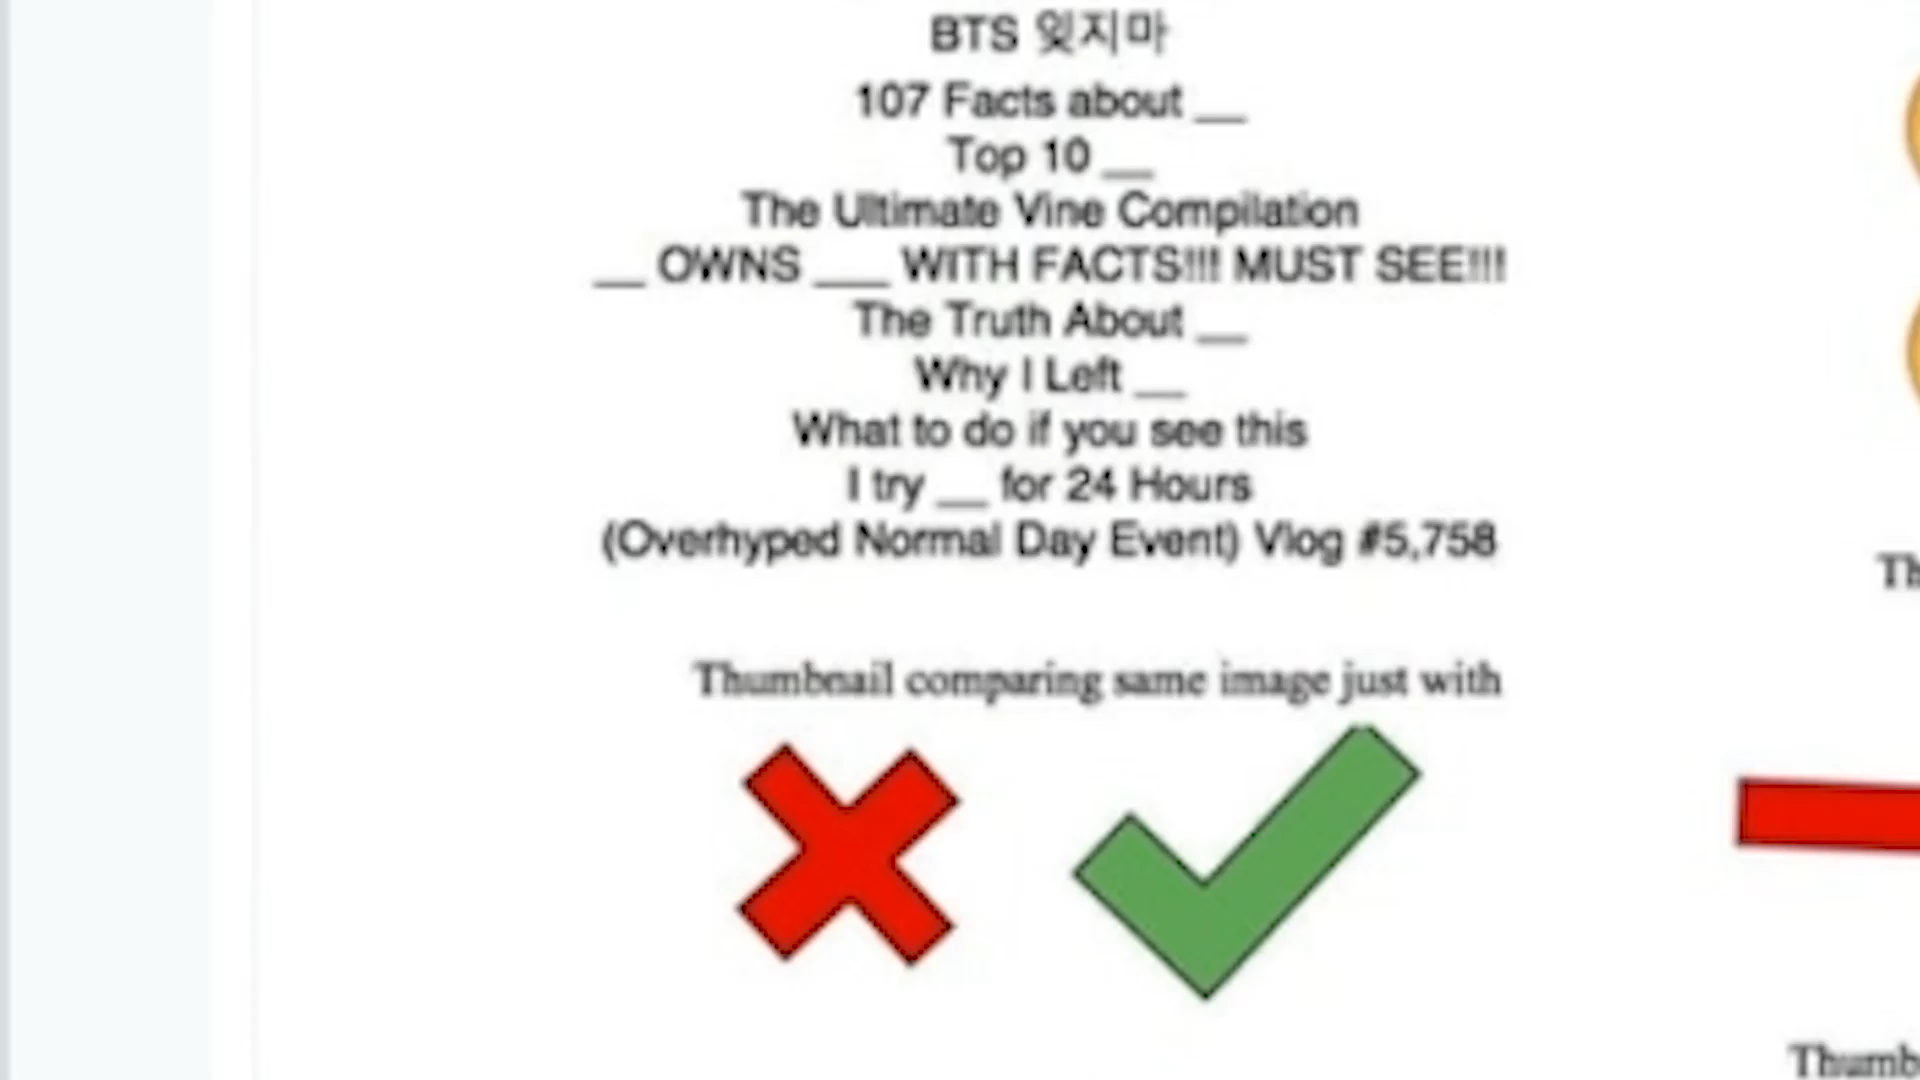 BTS 잊지마
107 Facts about __
Top 10 __
The Ultimate Vine Compilation
__ OWNS ___ WITH FACTS!!! MUST SEE!!!
The Truth About __
Why I Left __
What to do if you see this
I try __ for 24 Hours
(Overhyped Normal Day Event) Vlog #5,758
Thumbnail comparing same image just with